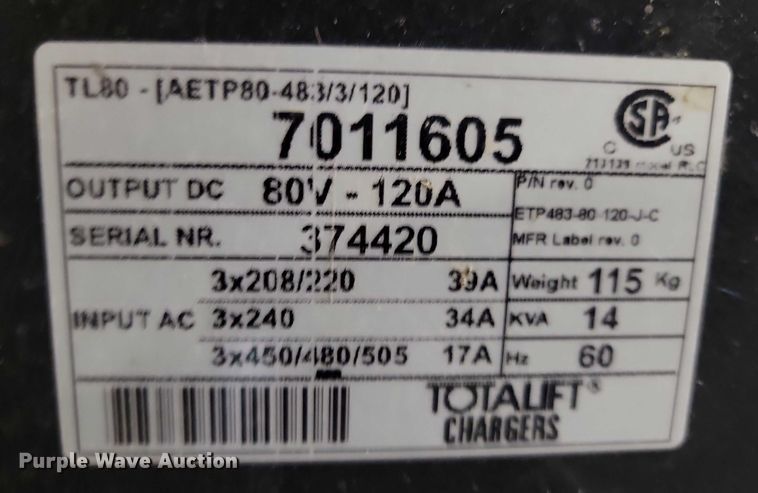 TL80 - [AETP80-483/3/120]
7011605
CSA
C US
OUTPUT DC 80V - 120A
P/N rev. 0
ETP483-80-120-J-C
SERIAL NR. 374420
MFR Label rev. 0
INPUT AC
3x208/220 39A
3x240 34A
3x450/480/505 17A
Weight 115 Kg
KVA 14
Hz 60
TOTALIFT®
CHARGERS
Purple Wave Auction